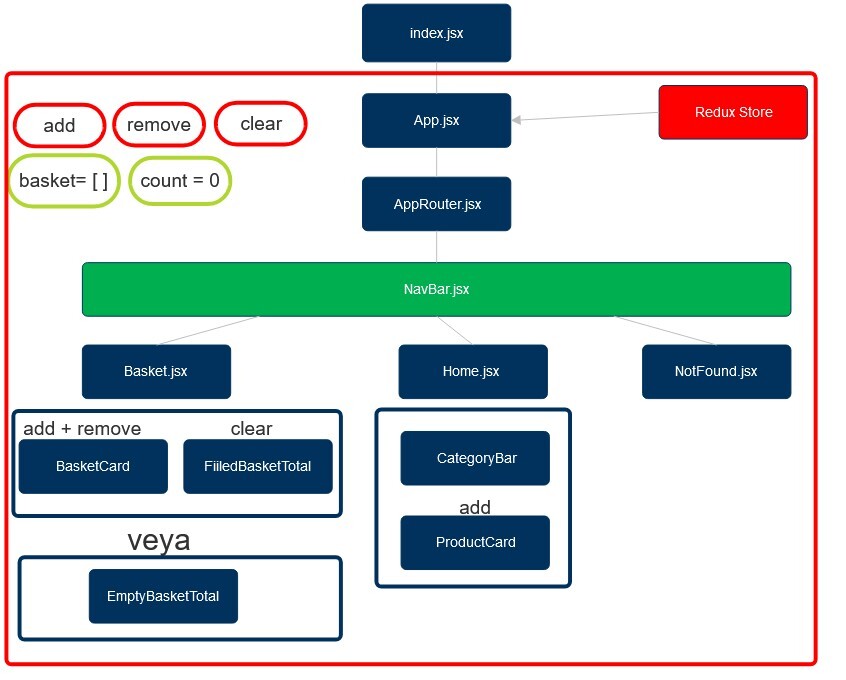 index.jsx
add
remove
clear
App.jsx
Redux Store
basket= [ ]
count = 0
AppRouter.jsx
NavBar.jsx
Basket.jsx
Home.jsx
NotFound.jsx
add + remove
clear
BasketCard
FiiledBasketTotal
CategoryBar
add
ProductCard
veya
EmptyBasketTotal